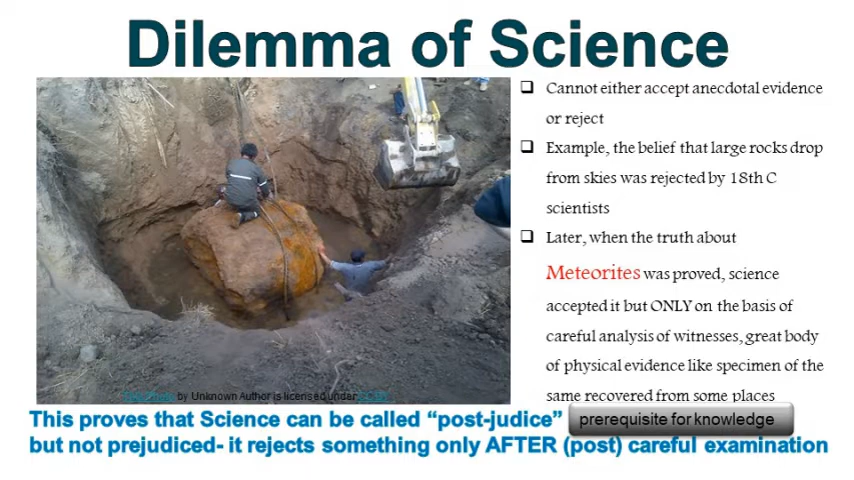 Dilemma of Science
Cannot either accept anecdotal evidence
or reject
Example, the belief that large rocks drop
from skies was rejected by 18th C
scientists
Later, when the truth about
Meteorites was proved, science
accepted it but ONLY on the basis of
careful analysis of witnesses, great body
of physical evidence like specimen of the
same recovered from some places
by Unknown Author is licensed under
This proves that Science can be called “post-judice” prerequisite for knowledge
but not prejudiced- it rejects something only AFTER (post) careful examination